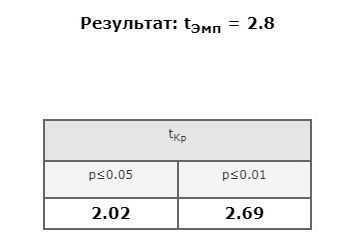 Результат: tЭмп = 2.8
tКр
p≤0.05 p≤0.01
2.02 2.69